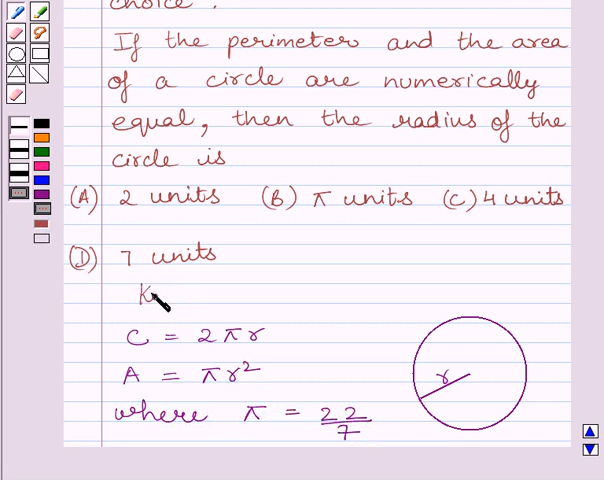 choice.
If the perimeter and the area
of a circle are numerically
equal, then the radius of the
circle is
(A) 2 units (B) π units (C) 4 units
(D) 7 units
K
C = 2πr
A = πr²
where π = 22/7
r